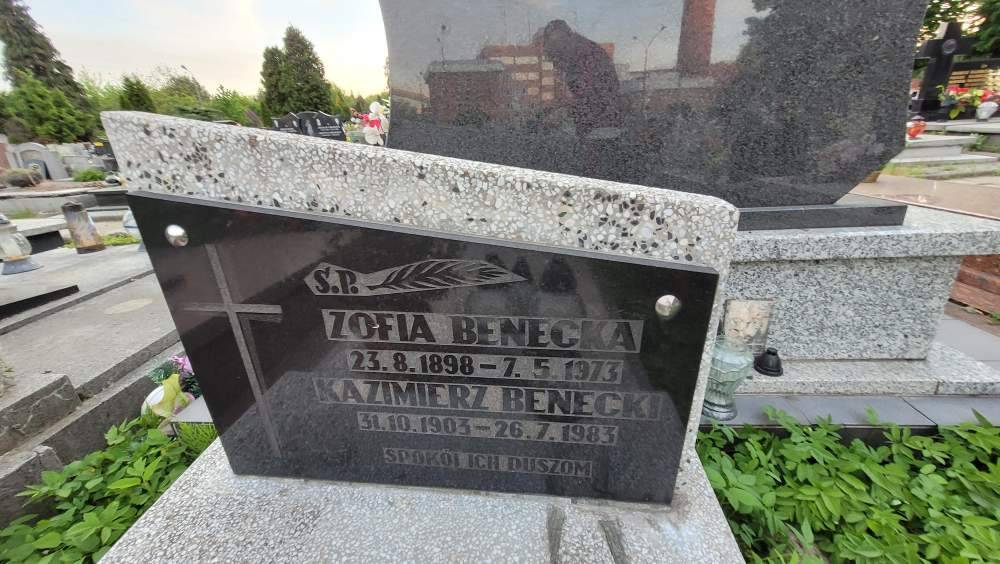 Ś.P.
ZOFIA BENECKA
23.8.1898 – 7.5.1973
KAZIMIERZ BENECKI
31.10.1903 – 26.7.1983
SPOKÓJ ICH DUSZOM